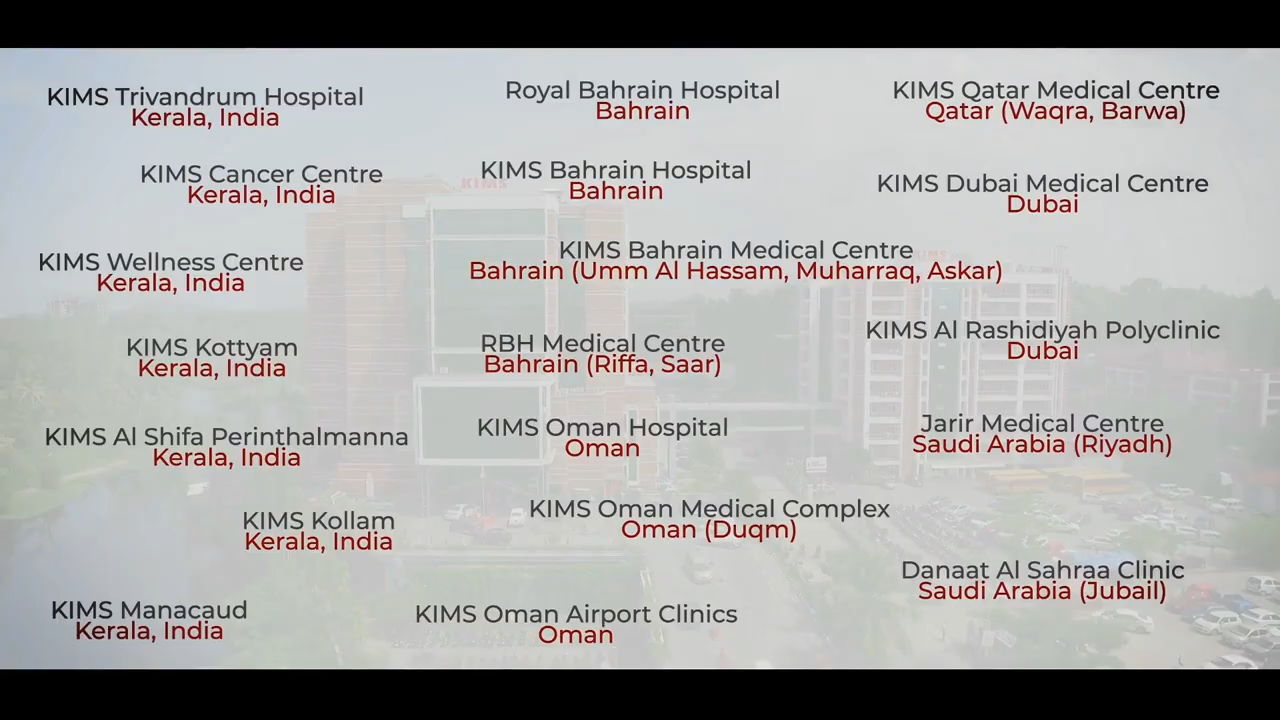 KIMS Trivandrum Hospital
Kerala, India
KIMS Cancer Centre
Kerala, India
KIMS Wellness Centre
Kerala, India
KIMS Kottyam
Kerala, India
KIMS Al Shifa Perinthalmanna
Kerala, India
KIMS Kollam
Kerala, India
KIMS Manacaud
Kerala, India
Royal Bahrain Hospital
Bahrain
KIMS Bahrain Hospital
Bahrain
KIMS Bahrain Medical Centre
Bahrain (Umm Al Hassam, Muharraq, Askar)
RBH Medical Centre
Bahrain (Riffa, Saar)
KIMS Oman Hospital
Oman
KIMS Oman Medical Complex
Oman (Duqm)
KIMS Oman Airport Clinics
Oman
KIMS Qatar Medical Centre
Qatar (Waqra, Barwa)
KIMS Dubai Medical Centre
Dubai
KIMS Al Rashidiyah Polyclinic
Dubai
Jarir Medical Centre
Saudi Arabia (Riyadh)
Danaat Al Sahraa Clinic
Saudi Arabia (Jubail)
KIMS
KIMS